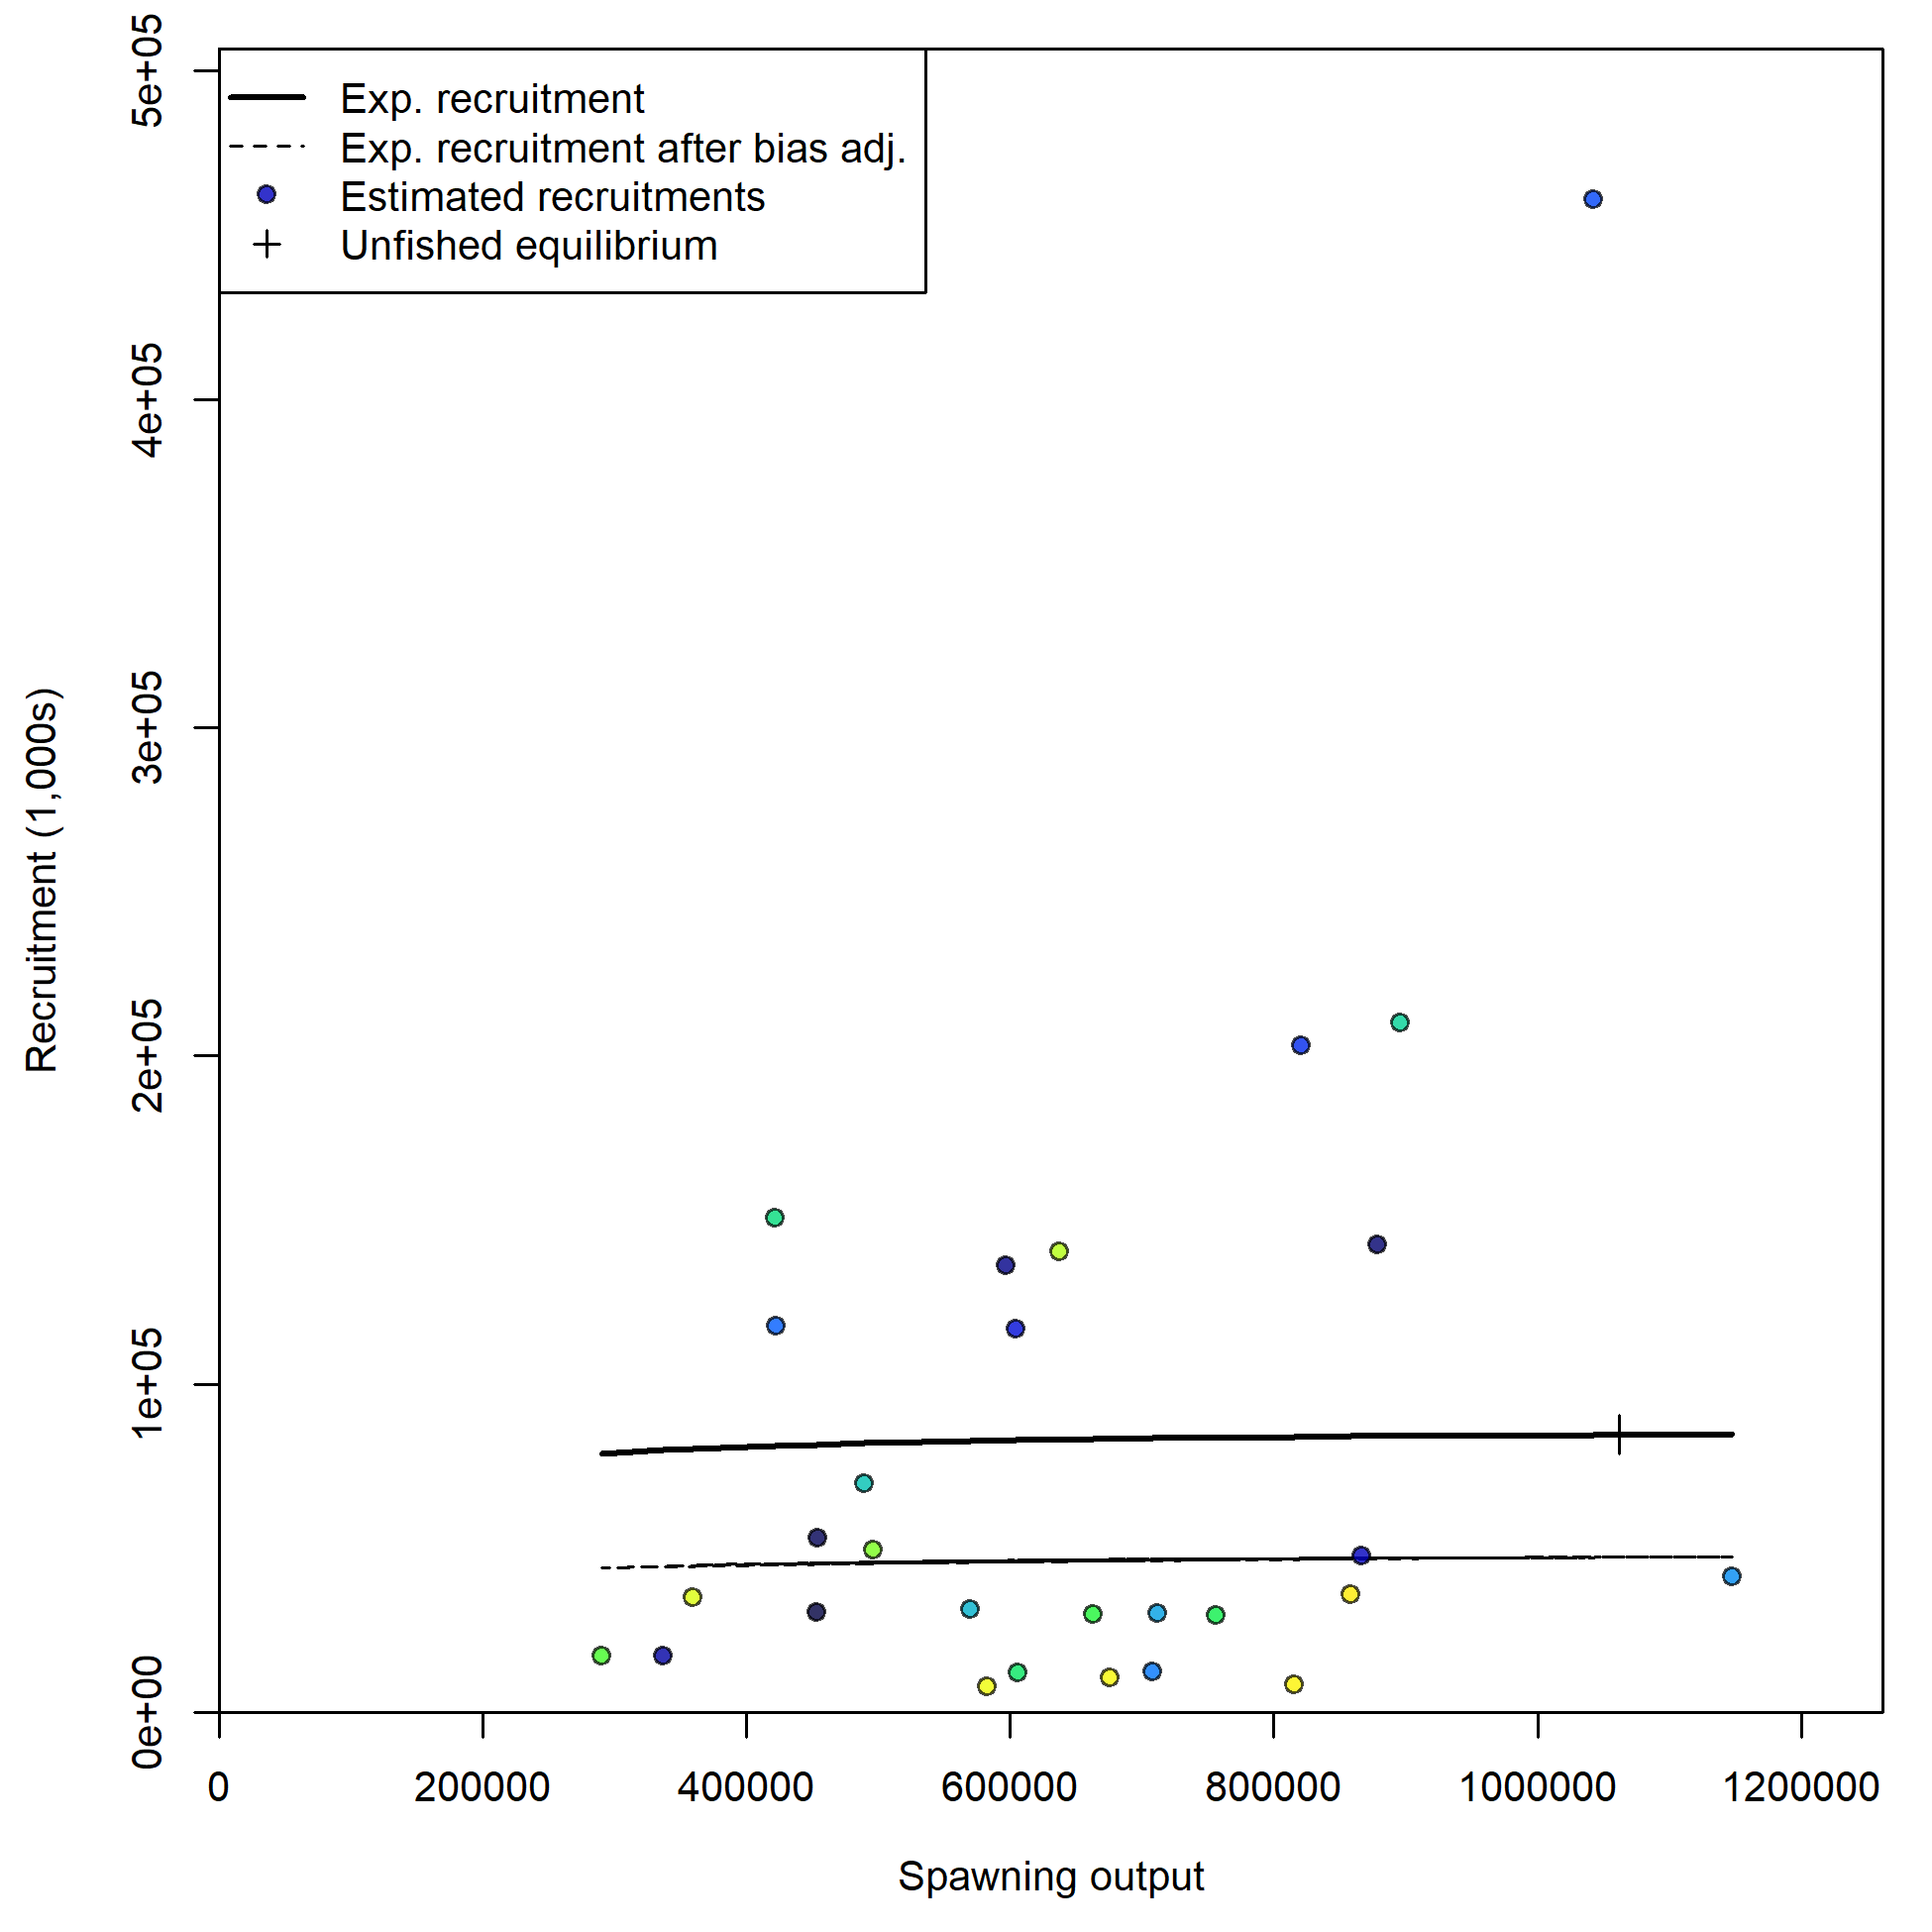 Exp. recruitment
Exp. recruitment after bias adj.
Estimated recruitments
Unfished equilibrium
Recruitment (1,000s)
5e+05
4e+05
3e+05
2e+05
1e+05
0e+00
0 200000 400000 600000 800000 1000000 1200000
Spawning output